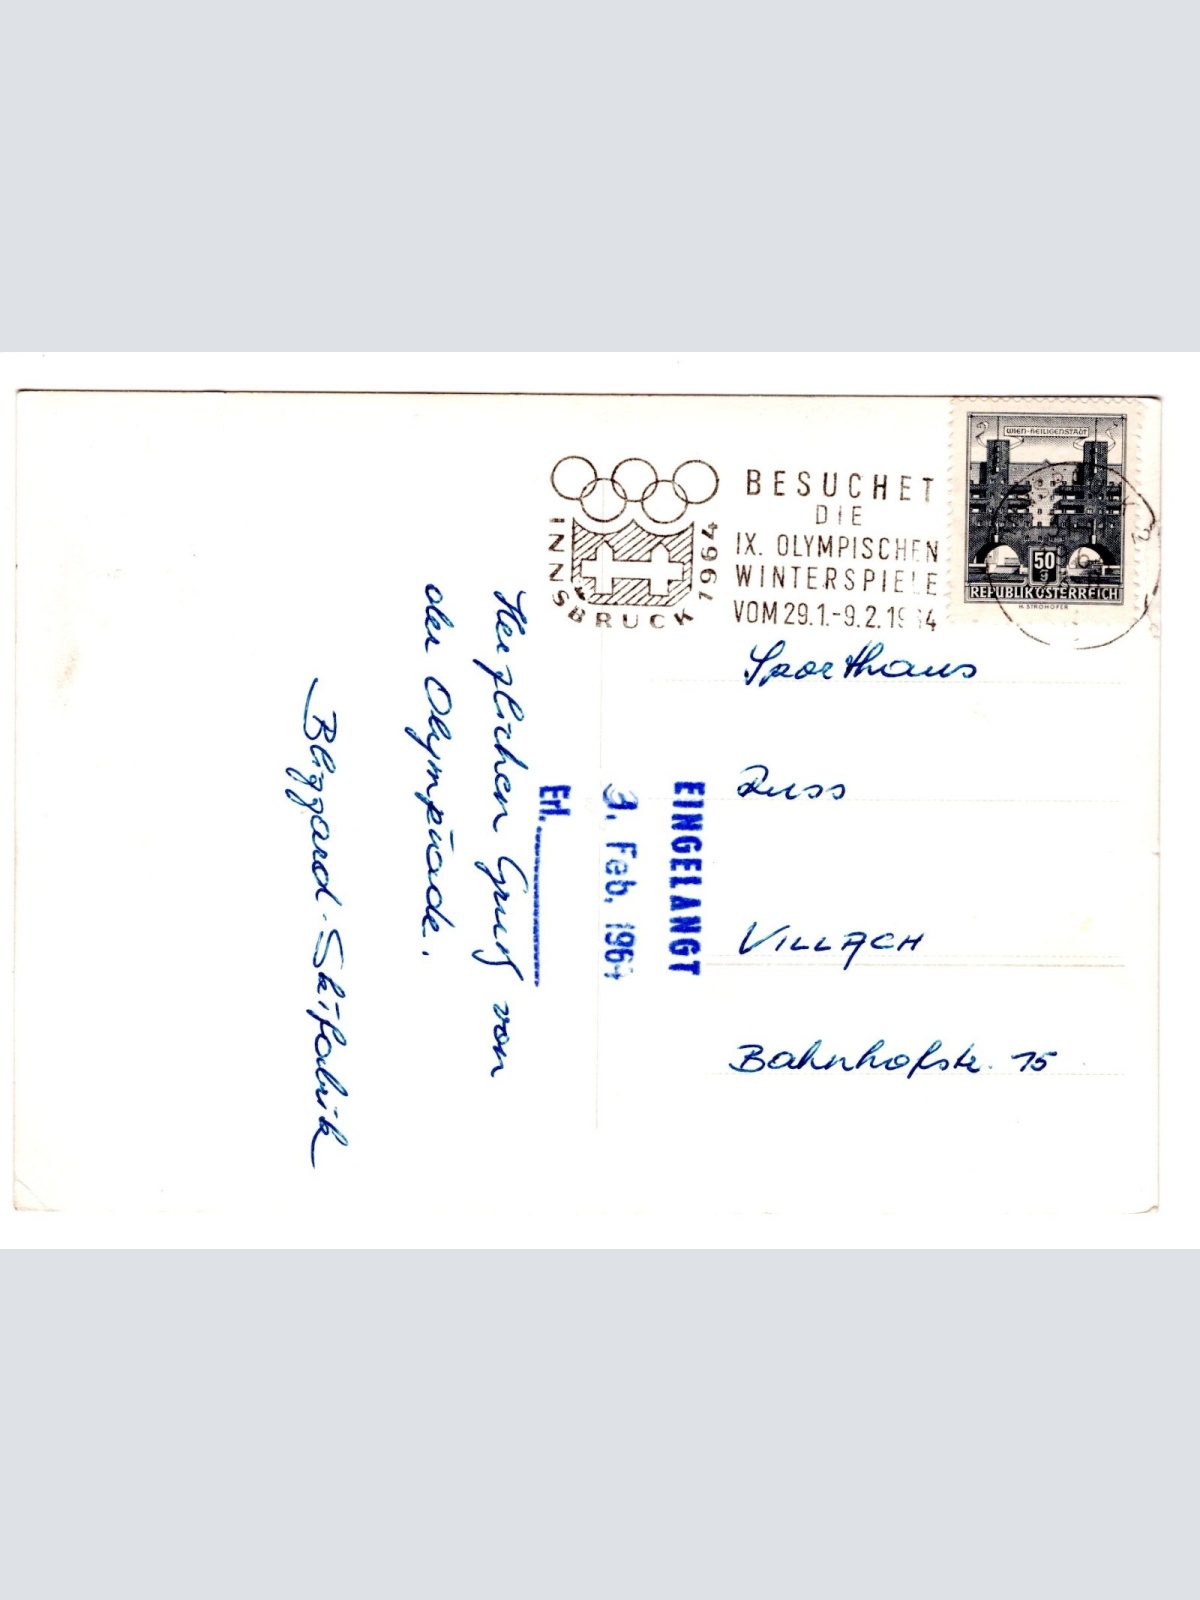 INNSBRUCK 1964
BESUCHET
DIE
IX. OLYMPISCHEN
WINTERSPIELE
VOM 29.1.-9.2.1964
WIEN-HEILIGENSTADT
50
g
REPUBLIK ÖSTERREICH
H. STROHOFER
Sporthaus
Russ
VILLACH
Bahnhofstr. 15
EINGELANGT
3. Feb. 1964
Erl.
Herzlichen Gruß von
der Olympiade.
Blizzard-Skifabrik